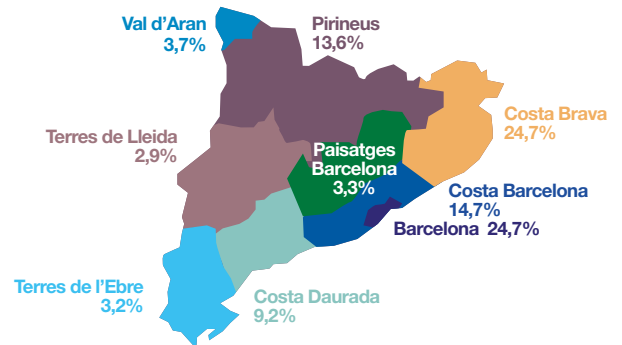 Val d’Aran
3,7%
Pirineus
13,6%
Costa Brava
24,7%
Terres de Lleida
2,9%
Paisatges
Barcelona
3,3%
Costa Barcelona
14,7%
Barcelona 24,7%
Terres de l’Ebre
3,2%
Costa Daurada
9,2%